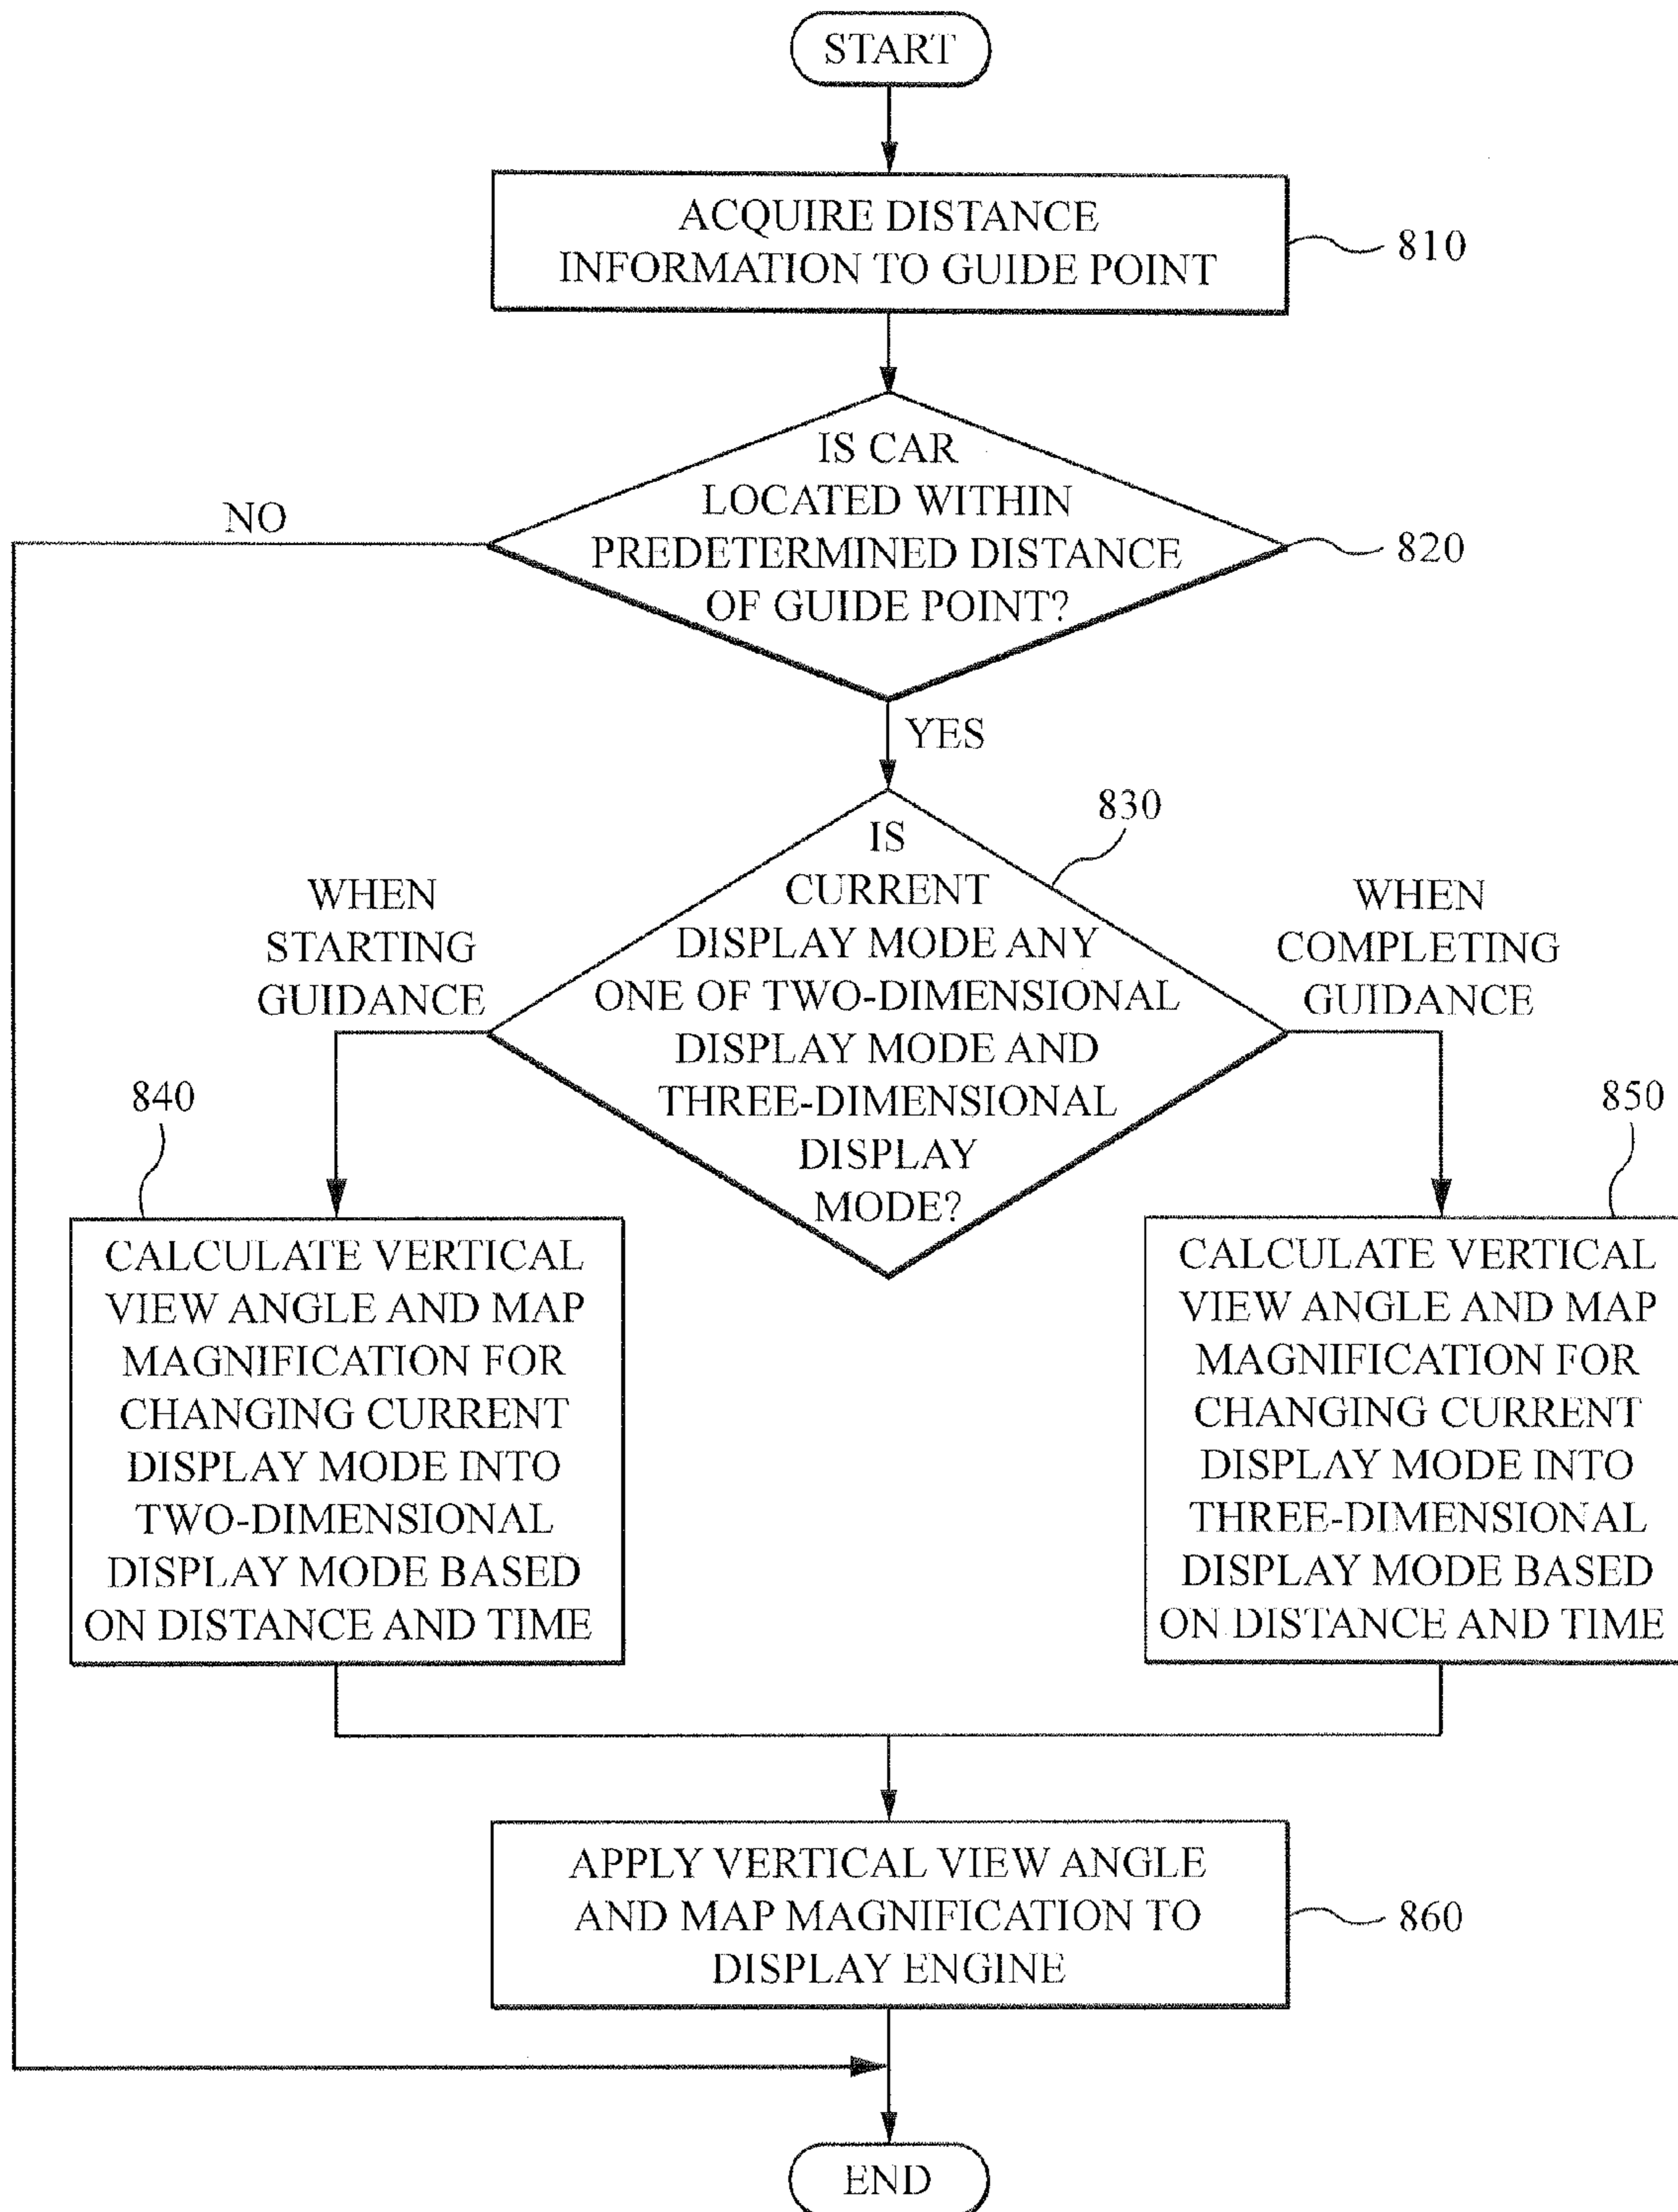 START
ACQUIRE DISTANCE
INFORMATION TO GUIDE POINT
810
IS CAR
LOCATED WITHIN
PREDETERMINED DISTANCE
OF GUIDE POINT?
820
NO
YES
830
IS
CURRENT
DISPLAY MODE ANY
ONE OF TWO-DIMENSIONAL
DISPLAY MODE AND
THREE-DIMENSIONAL
DISPLAY
MODE?
WHEN
STARTING
GUIDANCE
WHEN
COMPLETING
GUIDANCE
840
CALCULATE VERTICAL
VIEW ANGLE AND MAP
MAGNIFICATION FOR
CHANGING CURRENT
DISPLAY MODE INTO
TWO-DIMENSIONAL
DISPLAY MODE BASED
ON DISTANCE AND TIME
850
CALCULATE VERTICAL
VIEW ANGLE AND MAP
MAGNIFICATION FOR
CHANGING CURRENT
DISPLAY MODE INTO
THREE-DIMENSIONAL
DISPLAY MODE BASED
ON DISTANCE AND TIME
APPLY VERTICAL VIEW ANGLE
AND MAP MAGNIFICATION TO
DISPLAY ENGINE
860
END